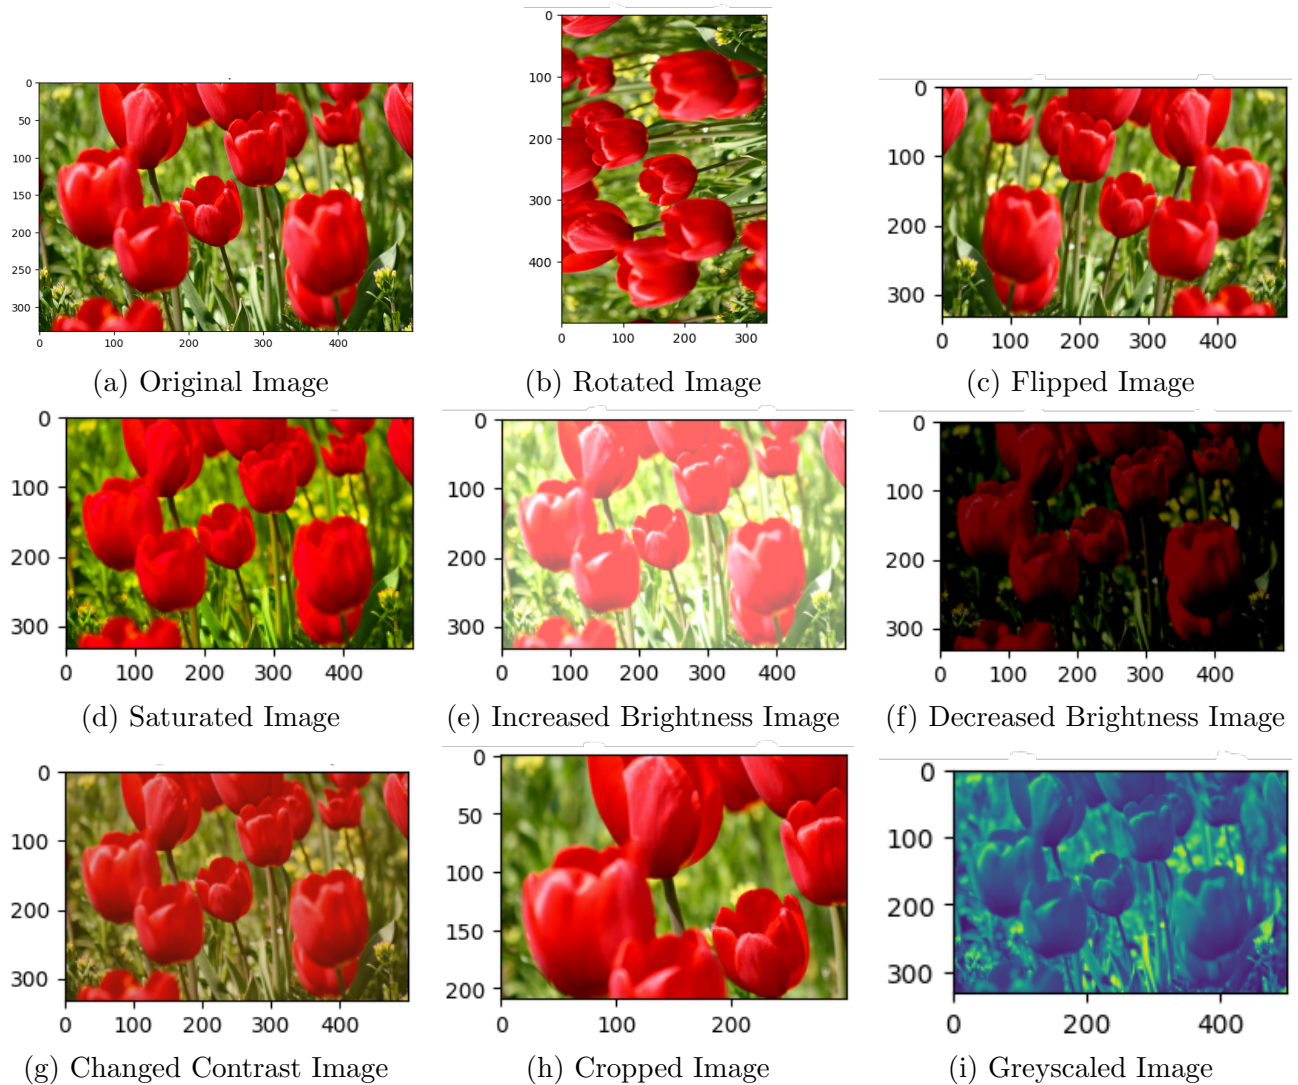 0
50
100
150
200
250
300
0 100 200 300 400
(a) Original Image
0
100
200
300
400
0 100 200 300
(b) Rotated Image
0
100
200
300
0 100 200 300 400
(c) Flipped Image
0
100
200
300
0 100 200 300 400
(d) Saturated Image
0
100
200
300
0 100 200 300 400
(e) Increased Brightness Image
0
100
200
300
0 100 200 300 400
(f) Decreased Brightness Image
0
100
200
300
0 100 200 300 400
(g) Changed Contrast Image
0
50
100
150
200
0 100 200
(h) Cropped Image
0
100
200
300
0 200 400
(i) Greyscaled Image